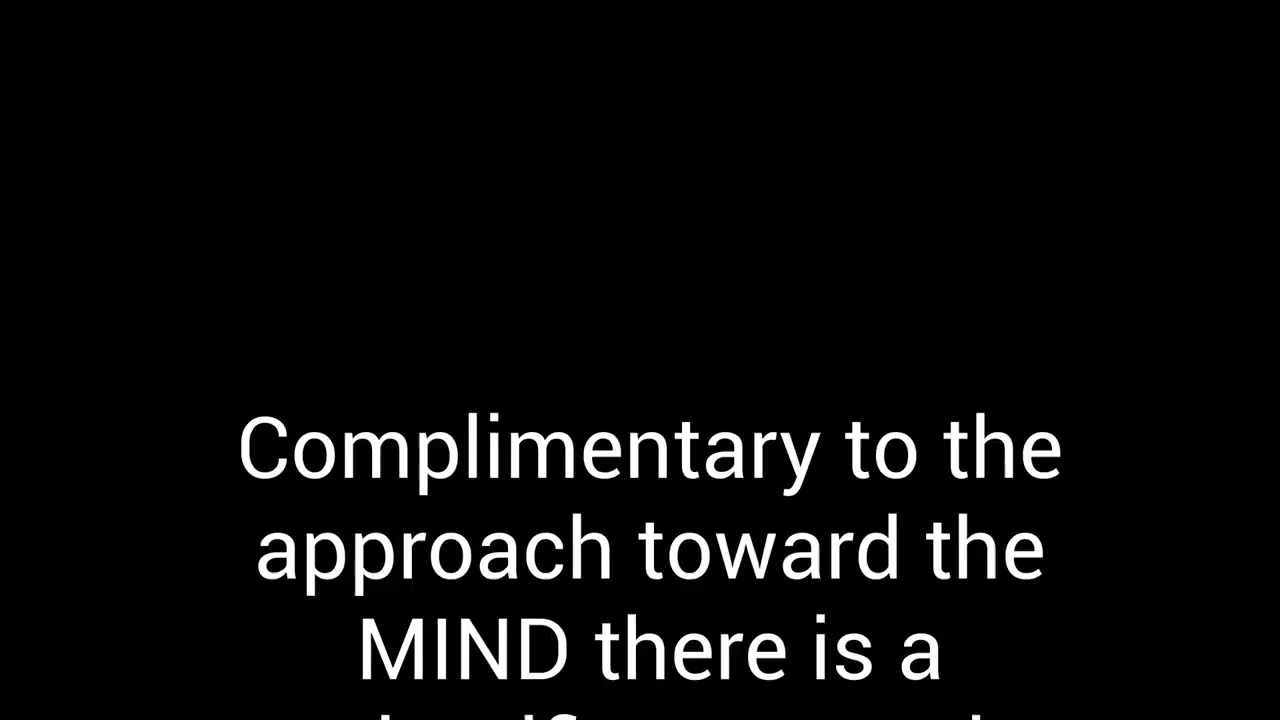 Complimentary to the
approach toward the
MIND there is a